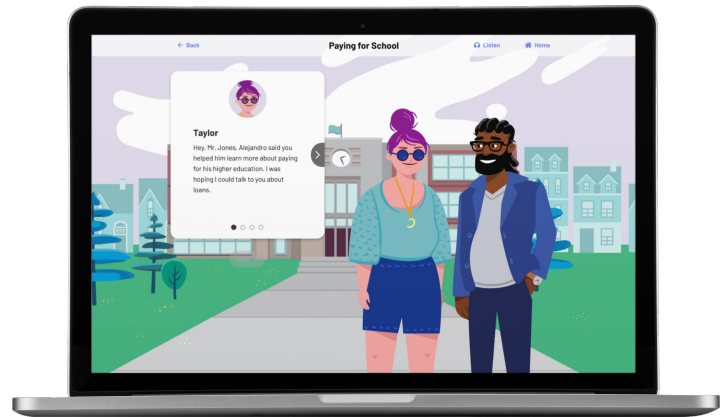 Back
Paying for School
Listen
Home
Taylor
Hey, Mr. Jones, Alejandro said you
helped him learn more about paying
for his higher education. I was
hoping I could talk to you about
loans.